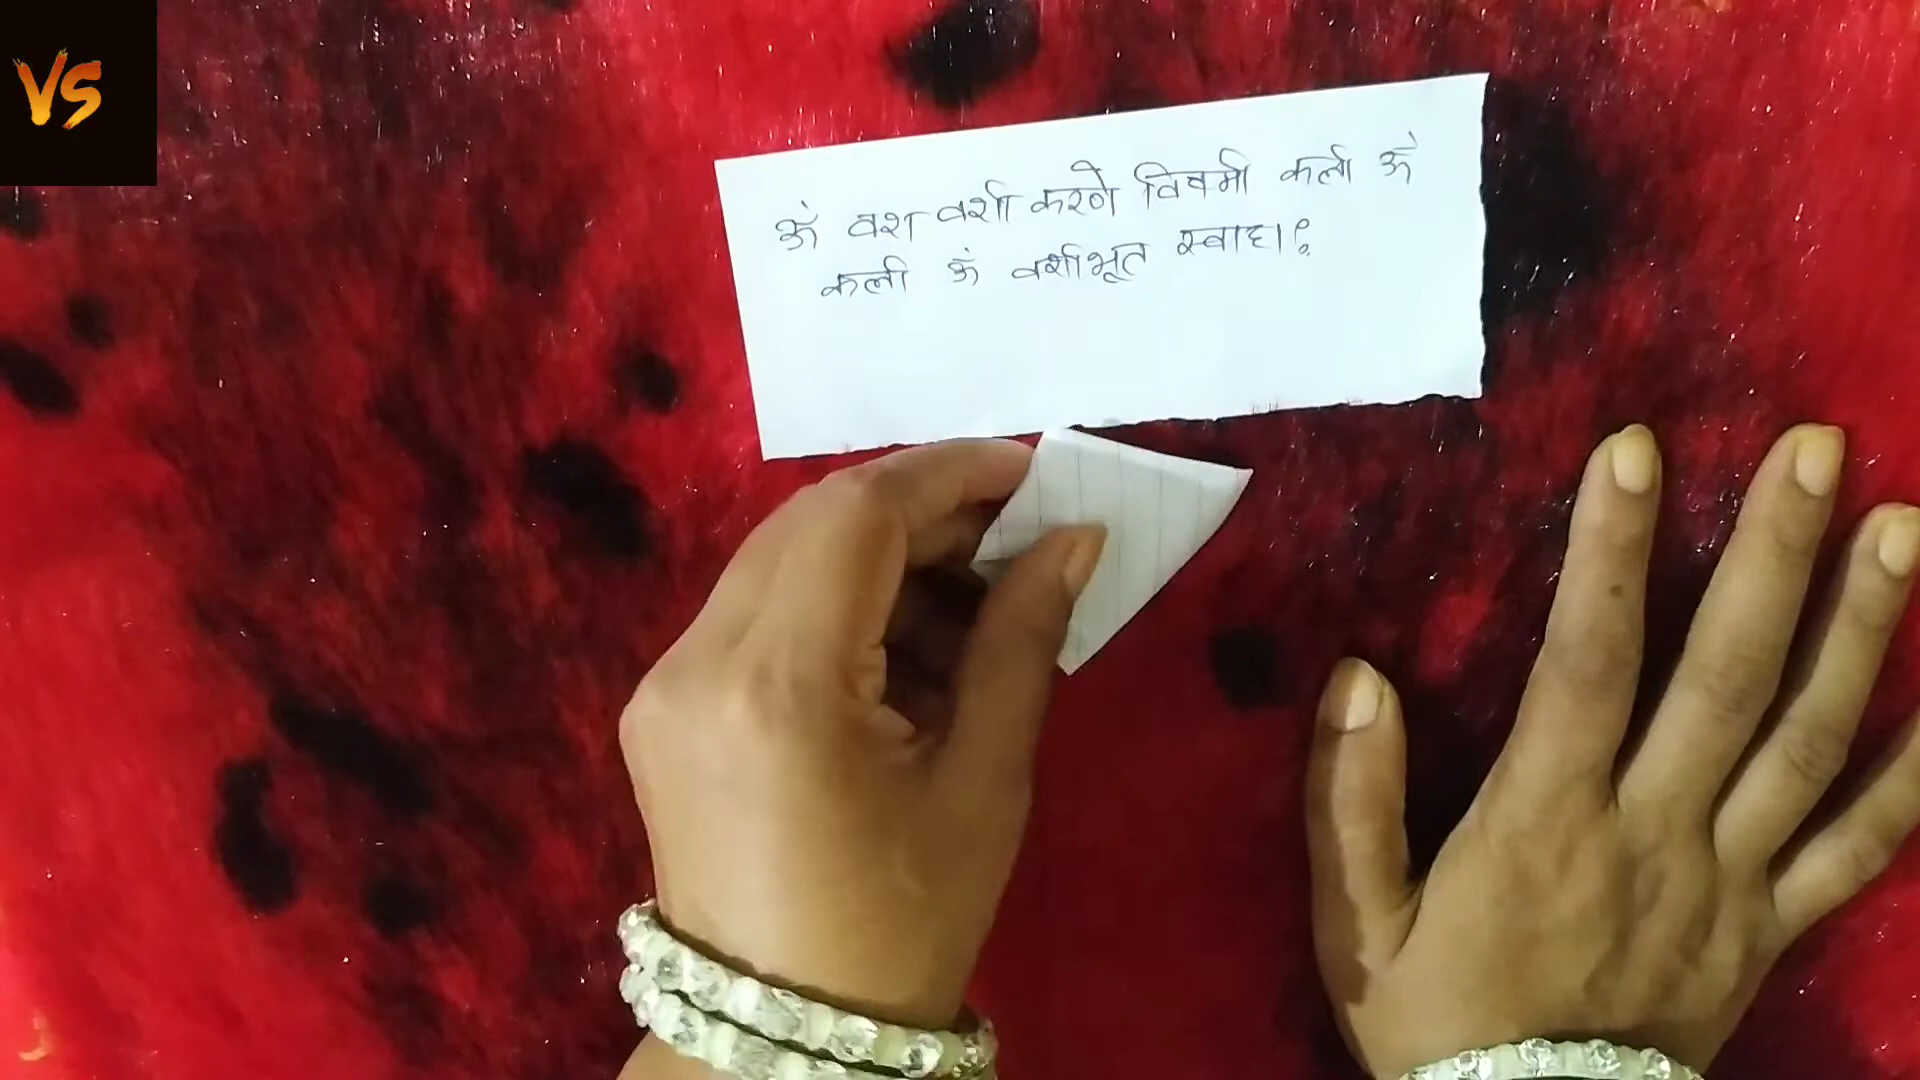 VS
ॐ वश वशी करणे विषमी कली ॐ
कली ॐ वशीभूत स्वाहा: